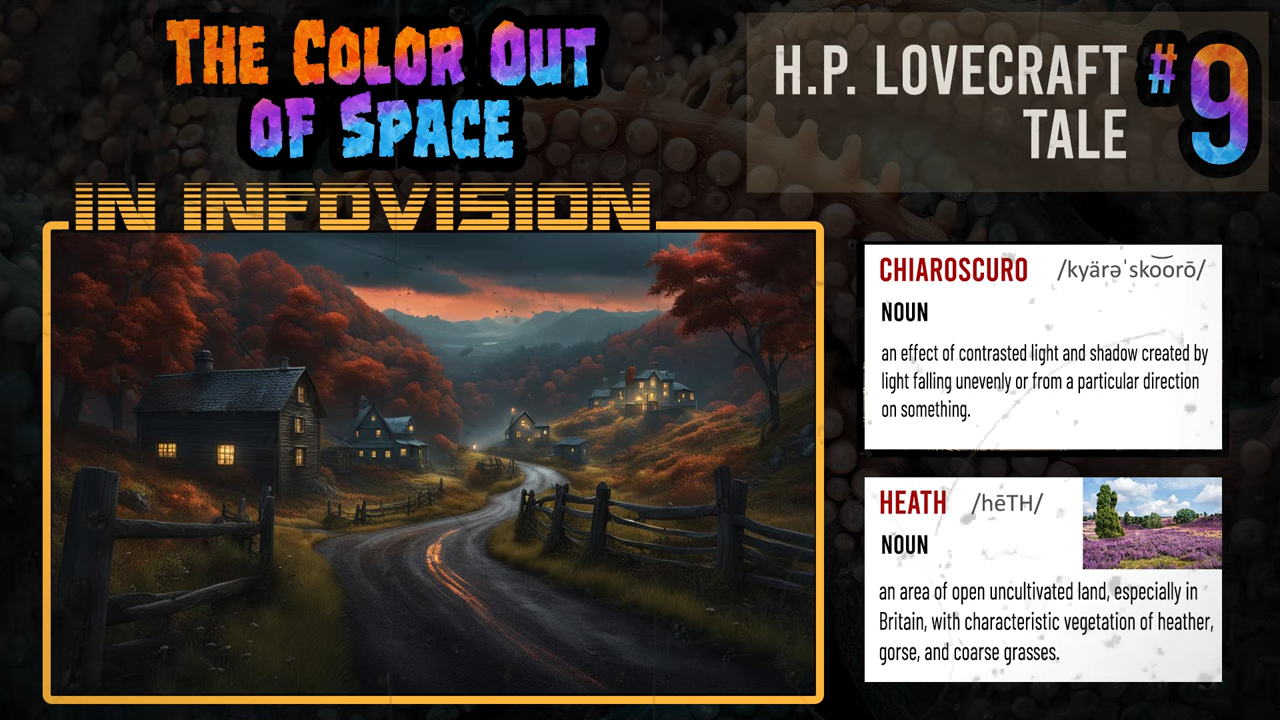 THE COLOR OUT
OF SPACE
IN INFOVISION
H.P. LOVECRAFT
TALE
#9
CHIAROSCURO /kyärəˈsko͞orō/
NOUN
an effect of contrasted light and shadow created by
light falling unevenly or from a particular direction
on something.
HEATH /hēTH/
NOUN
an area of open uncultivated land, especially in
Britain, with characteristic vegetation of heather,
gorse, and coarse grasses.